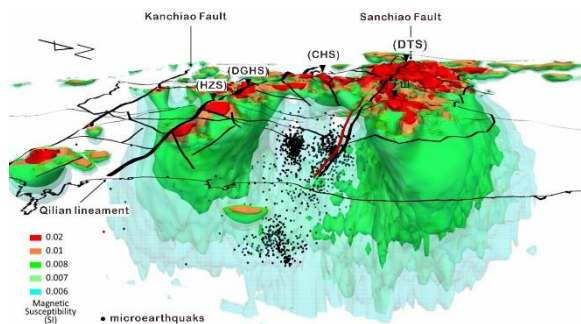 Kanchiao Fault
Sanchiao Fault
(CHS)
(DTS)
(DGHS)
(HZS)
Qilian lineament
0.02
0.01
0.008
0.007
0.006
Magnetic
Susceptibility
(SI)
microearthquaks